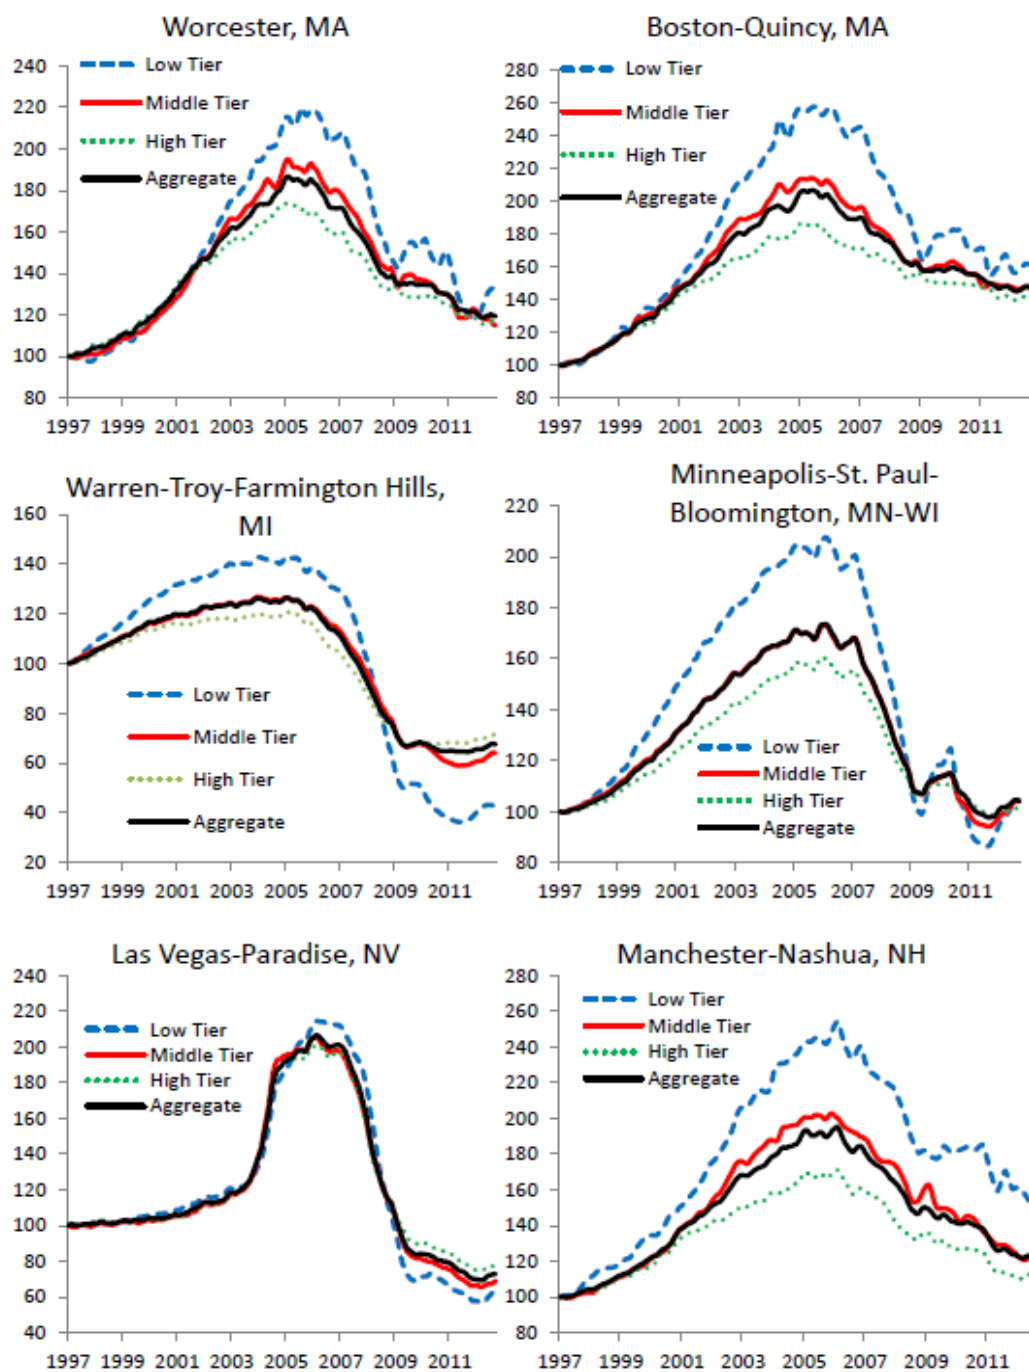 Worcester, MA
240
220
200
180
160
140
120
100
80
Low Tier
Middle Tier
High Tier
Aggregate
1997 1999 2001 2003 2005 2007 2009 2011
Boston-Quincy, MA
280
260
240
220
200
180
160
140
120
100
80
Low Tier
Middle Tier
High Tier
Aggregate
1997 1999 2001 2003 2005 2007 2009 2011
Warren-Troy-Farmington Hills,
MI
160
140
120
100
80
60
40
20
Low Tier
Middle Tier
High Tier
Aggregate
1997 1999 2001 2003 2005 2007 2009 2011
Minneapolis-St. Paul-
Bloomington, MN-WI
220
200
180
160
140
120
100
80
Low Tier
Middle Tier
High Tier
Aggregate
1997 1999 2001 2003 2005 2007 2009 2011
Las Vegas-Paradise, NV
240
220
200
180
160
140
120
100
80
60
40
Low Tier
Middle Tier
High Tier
Aggregate
1997 1999 2001 2003 2005 2007 2009 2011
Manchester-Nashua, NH
280
260
240
220
200
180
160
140
120
100
80
Low Tier
Middle Tier
High Tier
Aggregate
1997 1999 2001 2003 2005 2007 2009 2011